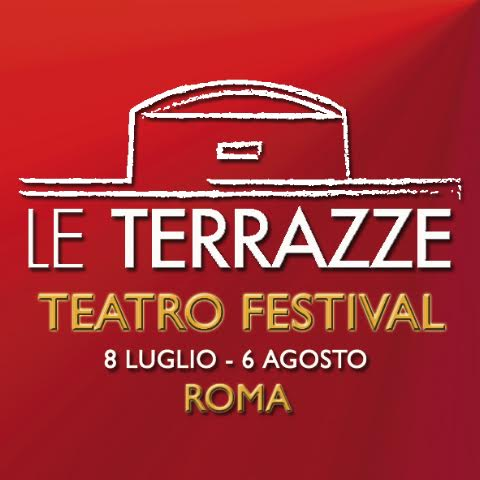 LE TERRAZZE
TEATRO FESTIVAL
8 LUGLIO - 6 AGOSTO
ROMA